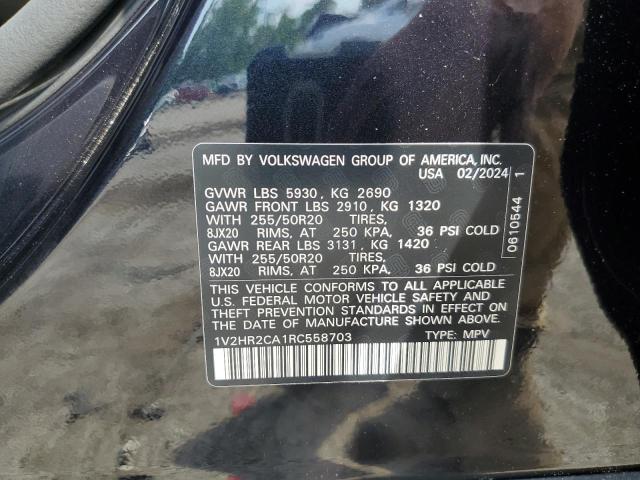 MFD BY VOLKSWAGEN GROUP OF AMERICA, INC.
USA 02/2024
GVWR LBS 5930, KG 2690
GAWR FRONT LBS 2910, KG 1320
WITH 255/50R20 TIRES,
8JX20 RIMS, AT 250 KPA, 36 PSI COLD
GAWR REAR LBS 3131, KG 1420
WITH 255/50R20 TIRES,
8JX20 RIMS, AT 250 KPA, 36 PSI COLD
THIS VEHICLE CONFORMS TO ALL APPLICABLE
U.S. FEDERAL MOTOR VEHICLE SAFETY AND
THEFT PREVENTION STANDARDS IN EFFECT ON
THE DATE OF MANUFACTURE SHOWN ABOVE.
1V2HR2CA1RC558703 TYPE: MPV
0610544 1